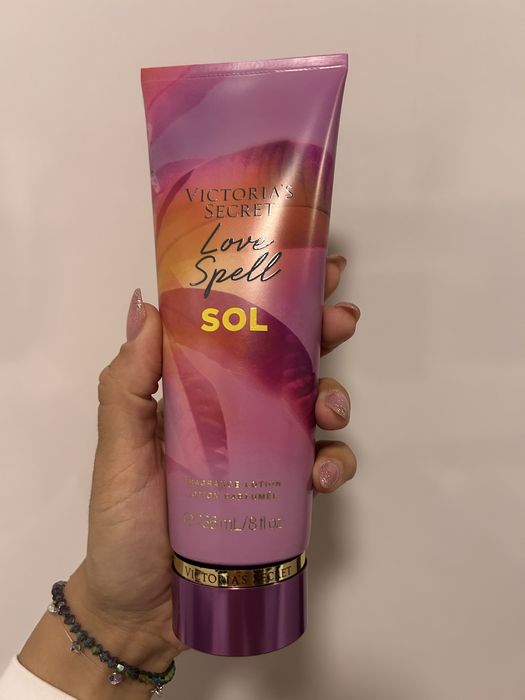 VICTORIA'S
SECRET
Love
Spell
SOL
FRAGRANCE LOTION
LOTION PARFUMÉE
236 mL/8 fl oz
VICTORIA'S SECRET